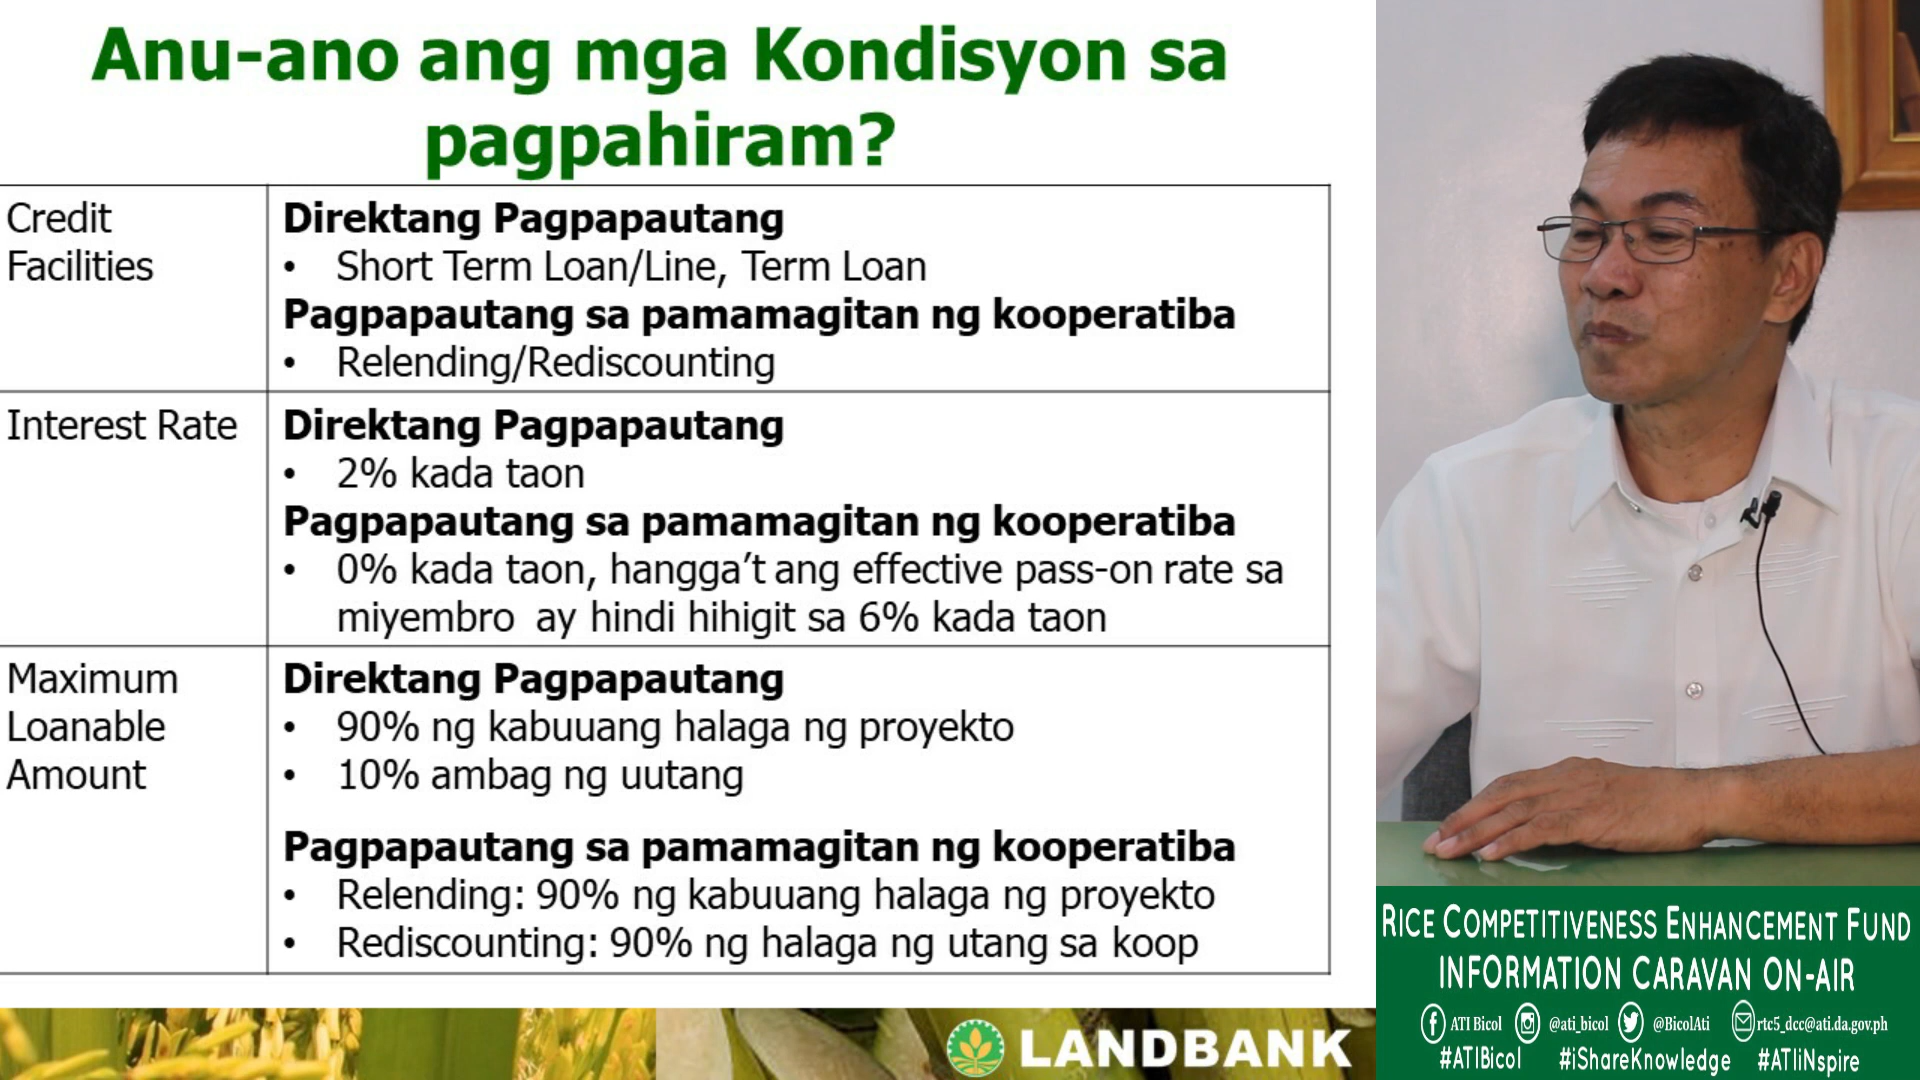 Anu-ano ang mga Kondisyon sa
pagpahiram?
Credit
Facilities
Direktang Pagpapautang
• Short Term Loan/Line, Term Loan
Pagpapautang sa pamamagitan ng kooperatiba
• Relending/Rediscounting
Interest Rate
Direktang Pagpapautang
• 2% kada taon
Pagpapautang sa pamamagitan ng kooperatiba
• 0% kada taon, hangga't ang effective pass-on rate sa
miyembro ay hindi hihigit sa 6% kada taon
Maximum
Loanable
Amount
Direktang Pagpapautang
• 90% ng kabuuang halaga ng proyekto
• 10% ambag ng uutang
Pagpapautang sa pamamagitan ng kooperatiba
• Relending: 90% ng kabuuang halaga ng proyekto
• Rediscounting: 90% ng halaga ng utang sa koop
LANDBANK
RICE COMPETITIVENESS ENHANCEMENT FUND
INFORMATION CARAVAN ON-AIR
ATI Bicol @ati_bicol @BicolAti rtc5_dcc@ati.da.gov.ph
#ATIBicol #iShareKnowledge #ATIiNspire